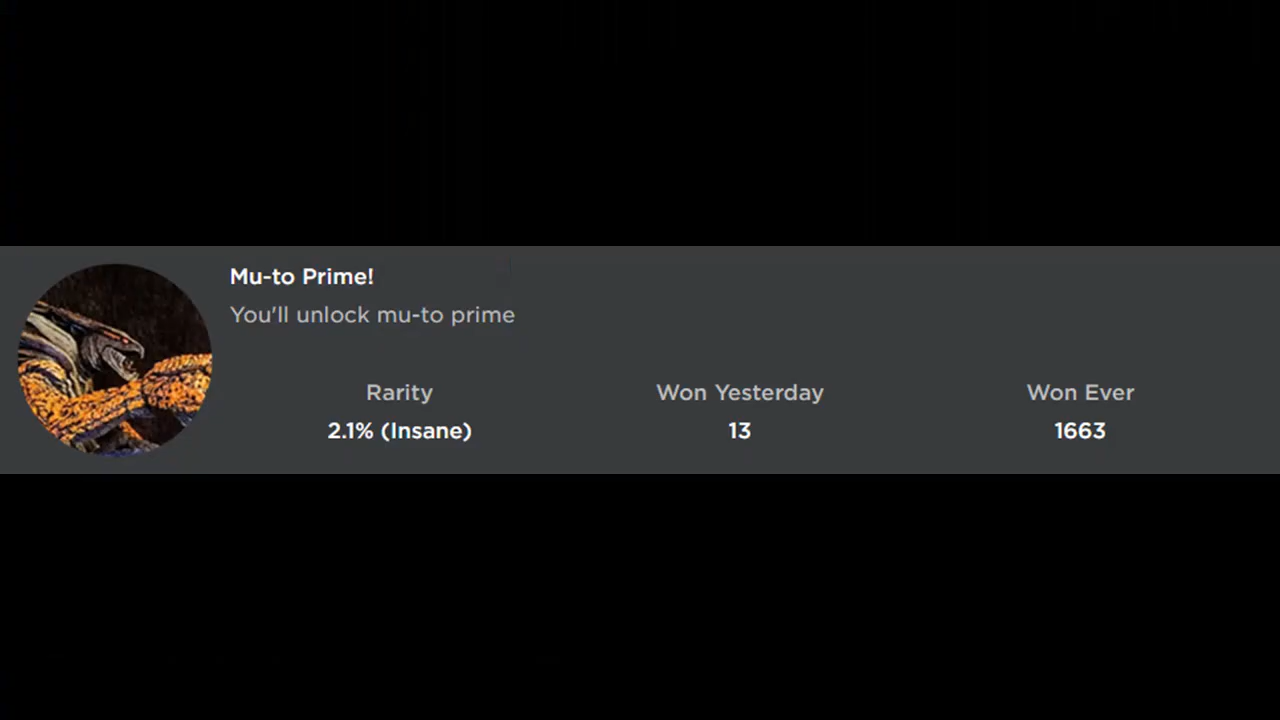 Mu-to Prime!
You'll unlock mu-to prime
Rarity Won Yesterday Won Ever
2.1% (Insane) 13 1663